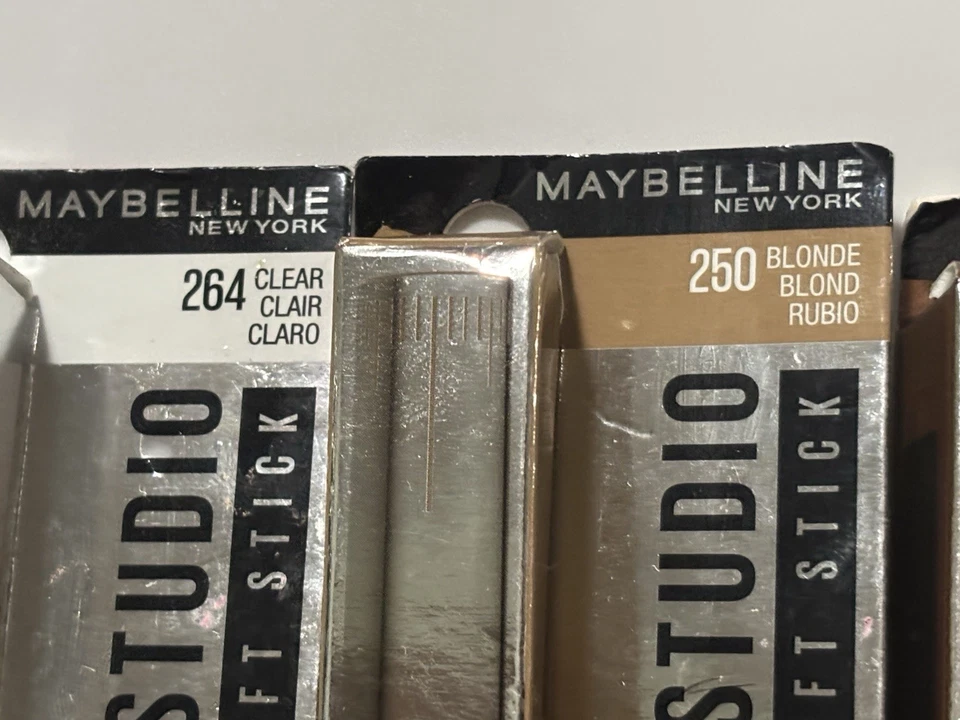 MAYBELLINE
NEW YORK
264 CLEAR
CLAIR
CLARO
STUDIO
FT STICK
MAYBELLINE
NEW YORK
250 BLONDE
BLOND
RUBIO
STUDIO
FT STICK